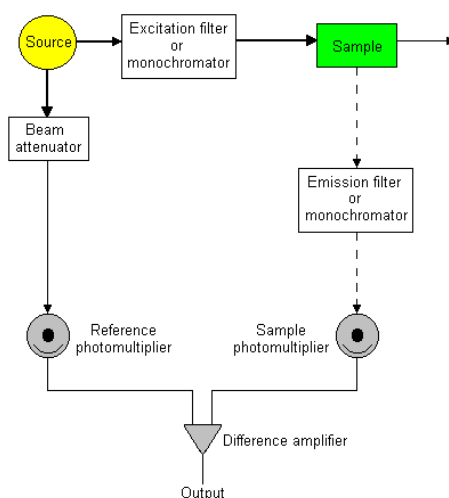 Source
Excitation filter
or
monochromator
Sample
Beam
attenuator
Emission filter
or
monochromator
Reference
photomultiplier
Sample
photomultiplier
Difference amplifier
Output